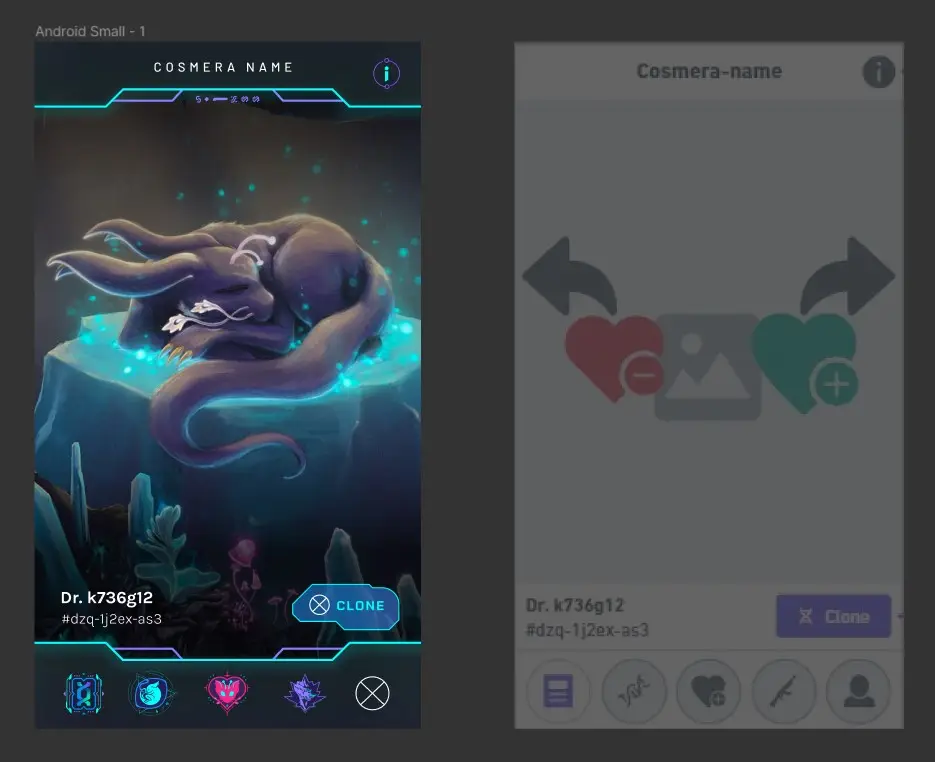 Android Small - 1
COSMERA NAME
i
Dr. k736g12
#dzq-1j2ex-as3
CLONE
Cosmera-name
i
Dr. k736g12
#dzq-1j2ex-as3
Clone